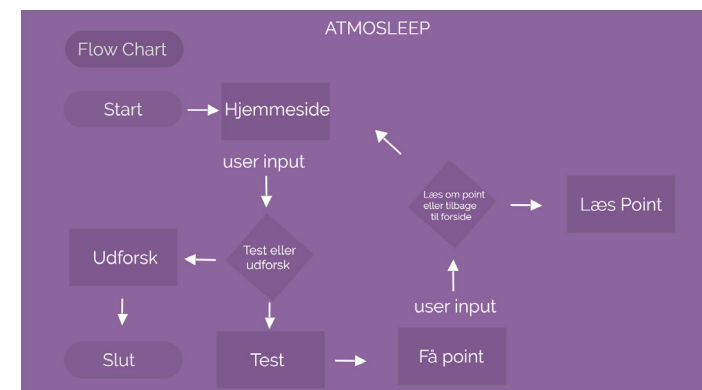 ATMOSLEEP
Flow Chart
Start
Hjemmeside
user input
Test eller
udforsk
Udforsk
Slut
Test
Få point
user input
Læs om point
eller tilbage
til forside
Læs Point